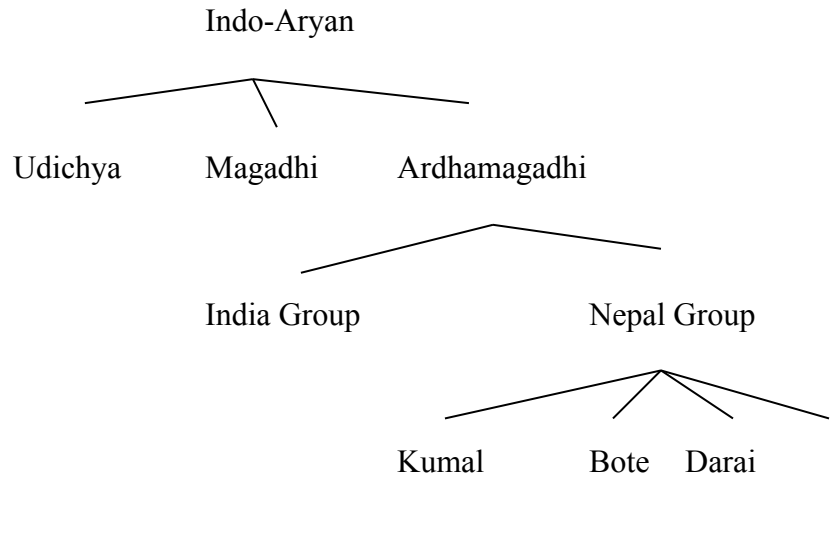 Indo-Aryan
Udichya Magadhi Ardhamagadhi
India Group Nepal Group
Kumal Bote Darai